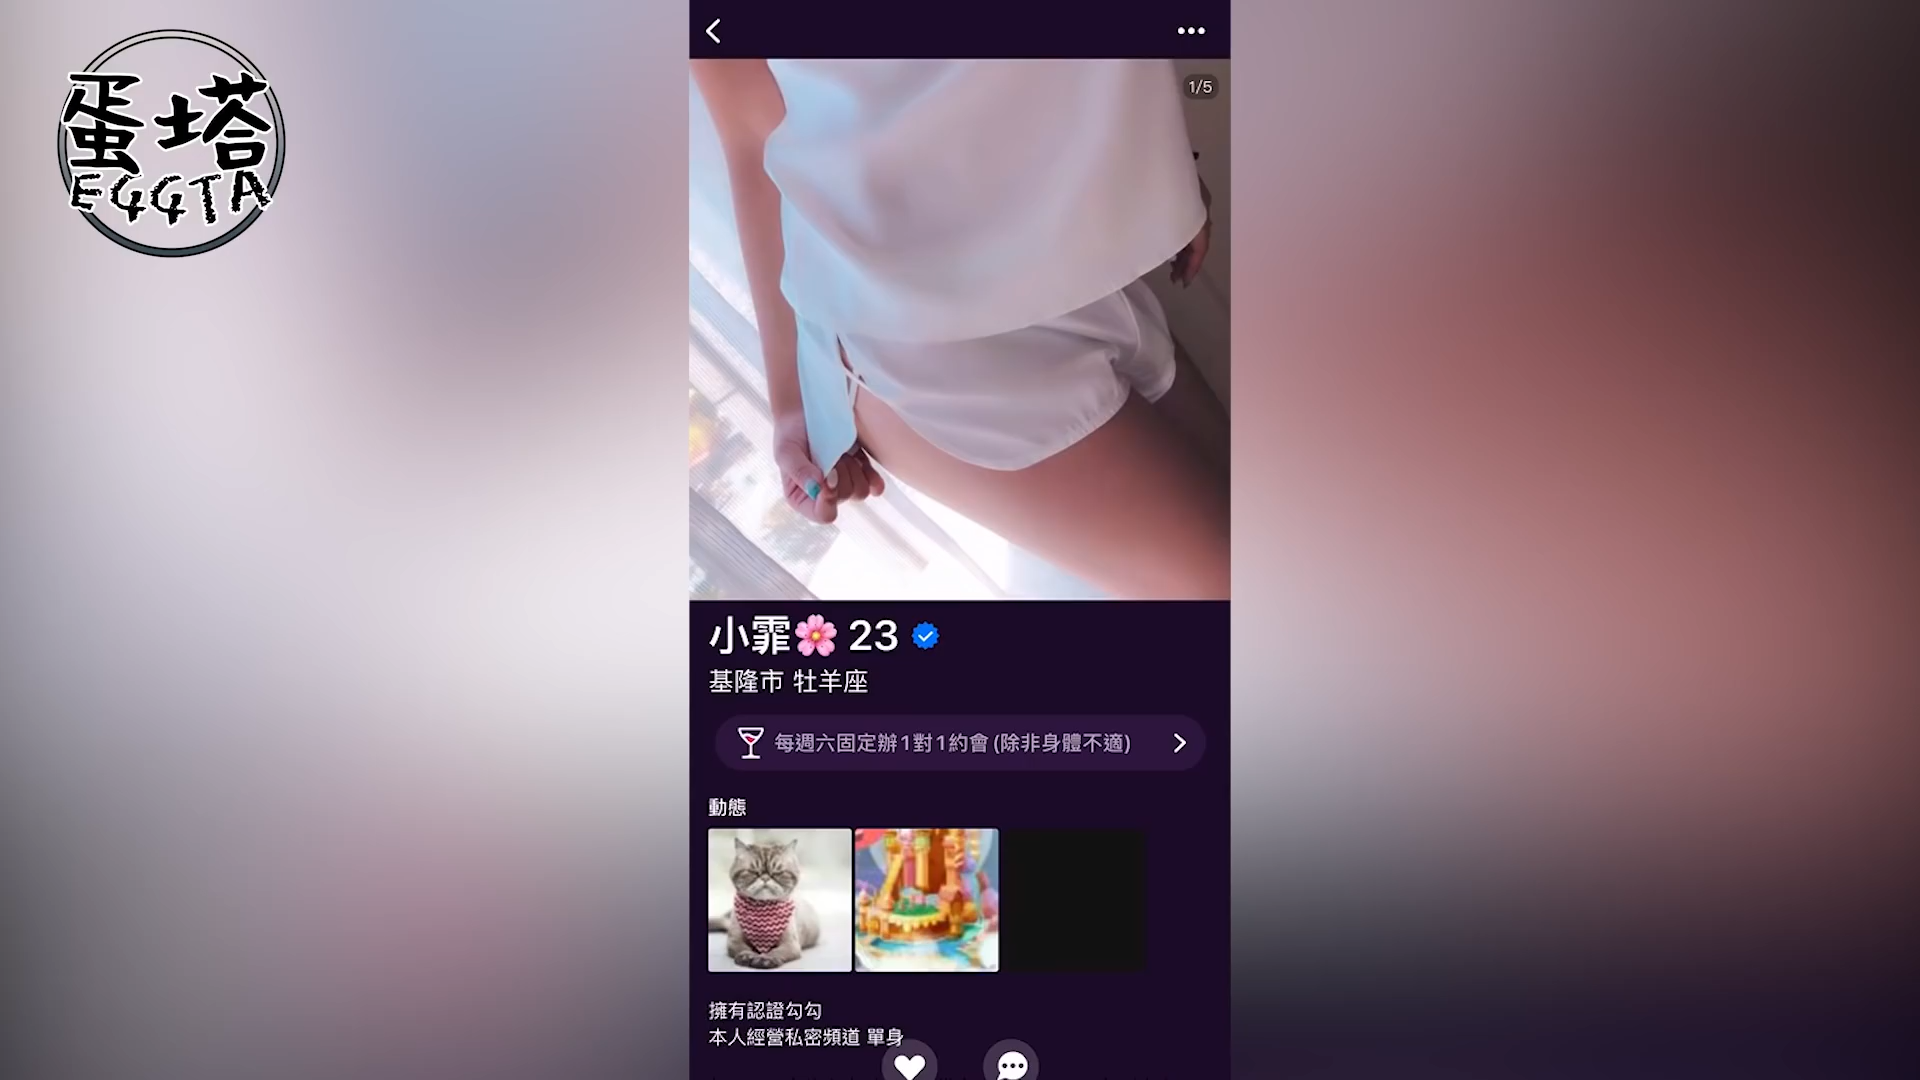 蛋塔
EGGTA
1/5
小霏🌸 23
基隆市 牡羊座
每週六固定辦1對1約會(除非身體不適)
動態
擁有認證勾勾
本人經營私密頻道 單身